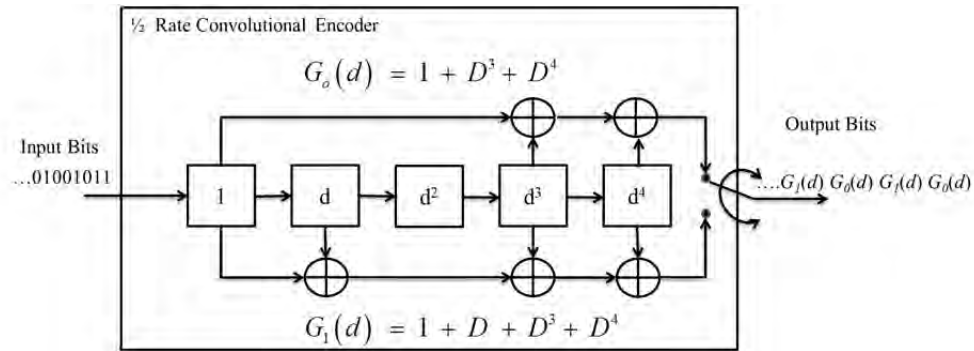 ½ Rate Convolutional Encoder
G₀(d) = 1 + D³ + D⁴
Input Bits
...01001011
1
d
d²
d³
d⁴
Output Bits
....G₁(d) G₀(d) G₁(d) G₀(d)
G₁(d) = 1 + D + D³ + D⁴